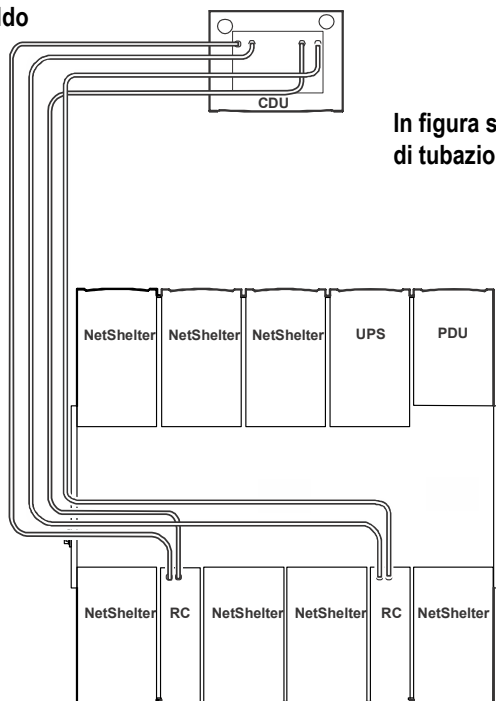 ldo
CDU
In figura s
di tubazio
NetShelter NetShelter NetShelter UPS PDU
NetShelter RC NetShelter NetShelter RC NetShelter